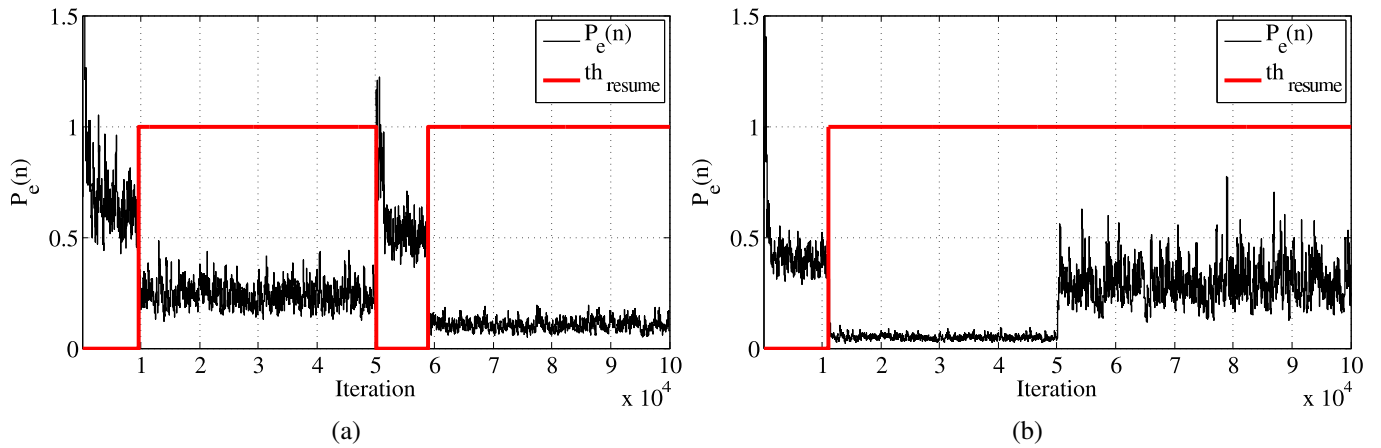 1.5
1
0.5
0
P_e(n)
P_e(n)
th_resume
1 2 3 4 5 6 7 8 9 10
Iteration
x 10^4
(a)
1.5
1
0.5
0
P_e(n)
P_e(n)
th_resume
1 2 3 4 5 6 7 8 9 10
Iteration
x 10^4
(b)